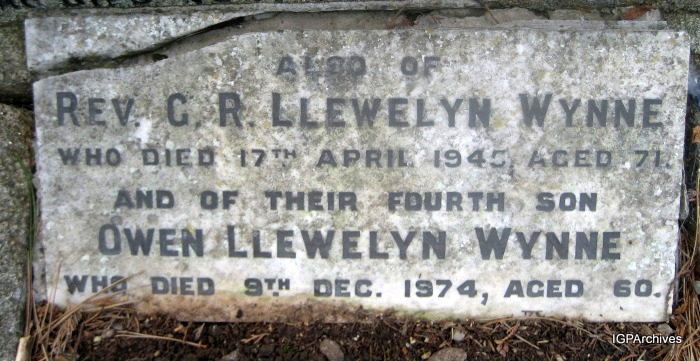 ALSO OF
REV. G. R. LLEWELYN WYNNE
WHO DIED 17TH APRIL 1945, AGED 71.
AND OF THEIR FOURTH SON
OWEN LLEWELYN WYNNE
WHO DIED 9TH DEC. 1974, AGED 60.
IGPArchives